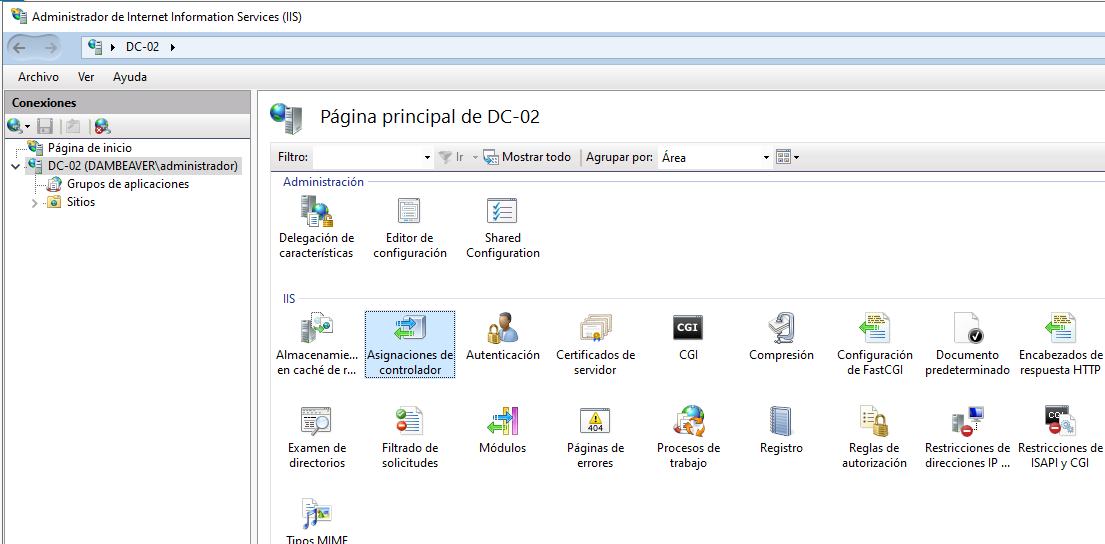 Administrador de Internet Information Services (IIS)
DC-02
Archivo Ver Ayuda
Conexiones
Página de inicio
DC-02 (DAMBEAVER\administrador)
Grupos de aplicaciones
Sitios
Página principal de DC-02
Filtro: Ir Mostrar todo Agrupar por: Área
Administración
Delegación de características
Editor de configuración
Shared Configuration
IIS
Almacenamie... en caché de r...
Asignaciones de controlador
Autenticación
Certificados de servidor
CGI
CGI
Compresión
Configuración de FastCGI
Documento predeterminado
Encabezados de respuesta HTTP
Examen de directorios
Filtrado de solicitudes
Módulos
404
Páginas de errores
Procesos de trabajo
Registro
Reglas de autorización
Restricciones de direcciones IP ...
CGI
Restricciones de ISAPI y CGI
Tipos MIME